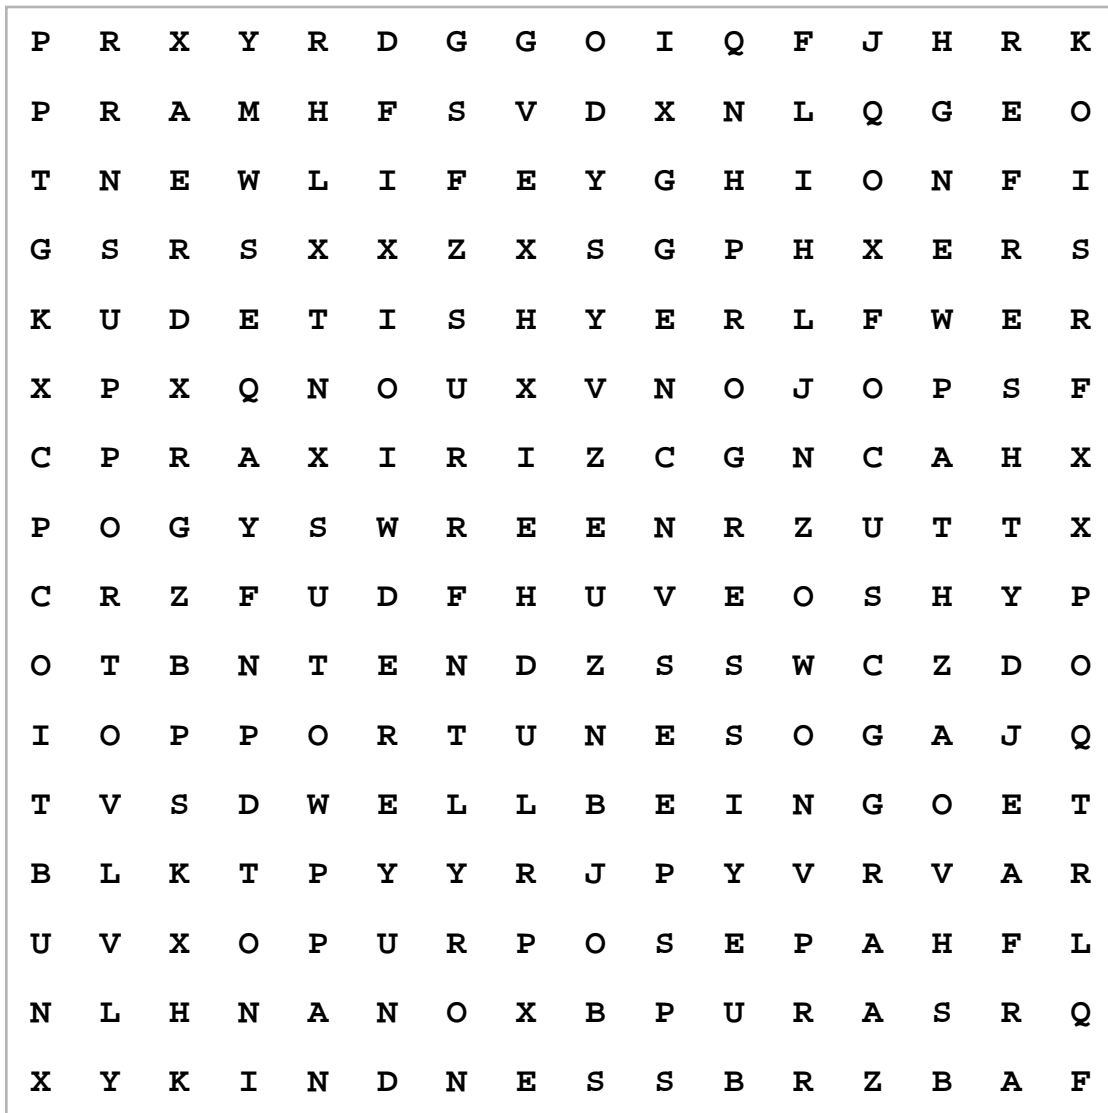 P R X Y R D G G O I Q F J H R K
P R A M H F S V D X N L Q G E O
T N E W L I F E Y G H I O N F I
G S R S X X Z X S G P H X E R S
K U D E T I S H Y E R L F W E R
X P X Q N O U X V N O J O P S F
C P R A X I R I Z C G N C A H X
P O G Y S W R E E N R Z U T T X
C R Z F U D F H U V E O S H Y P
O T B N T E N D Z S S W C Z D O
I O P P O R T U N E S O G A J Q
T V S D W E L L B E I N G O E T
B L K T P Y Y R J P Y V R V A R
U V X O P U R P O S E P A H F L
N L H N A N O X B P U R A S R Q
X Y K I N D N E S S B R Z B A F